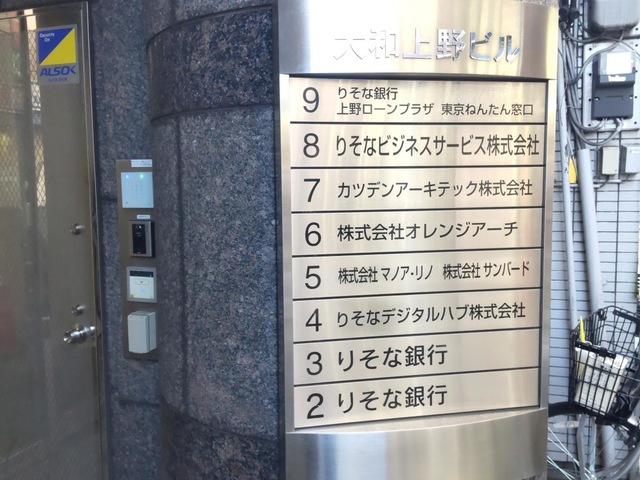 Security On
ALSOK
大和上野ビル
9 りそな銀行
上野ローンプラザ 東京ねんたん窓口
8 りそなビジネスサービス株式会社
7 カツデンアーキテック株式会社
6 株式会社オレンジアーチ
5 株式会社 マノア・リノ 株式会社 サンバード
4 りそなデジタルハブ株式会社
3 りそな銀行
2 りそな銀行